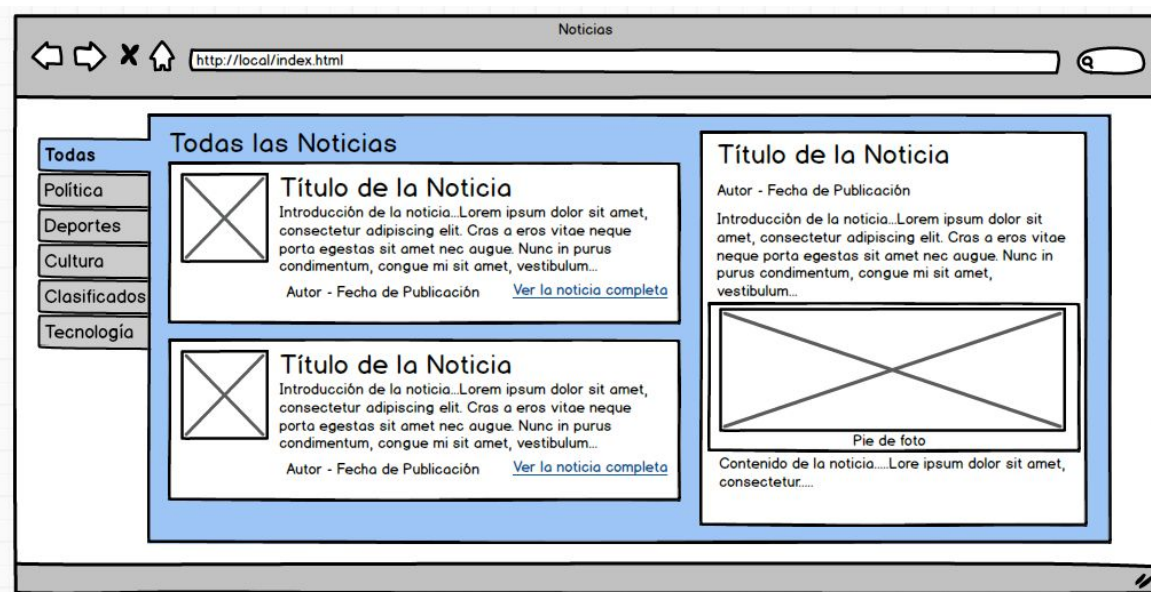 Noticias
http://local/index.html
Todas
Política
Deportes
Cultura
Clasificados
Tecnología
Todas las Noticias
Título de la Noticia
Introducción de la noticia...Lorem ipsum dolor sit amet,
consectetur adipiscing elit. Cras a eros vitae neque
porta egestas sit amet nec augue. Nunc in purus
condimentum, congue mi sit amet, vestibulum...
Autor - Fecha de Publicación
Ver la noticia completa
Título de la Noticia
Introducción de la noticia...Lorem ipsum dolor sit amet,
consectetur adipiscing elit. Cras a eros vitae neque
porta egestas sit amet nec augue. Nunc in purus
condimentum, congue mi sit amet, vestibulum...
Autor - Fecha de Publicación
Ver la noticia completa
Título de la Noticia
Autor - Fecha de Publicación
Introducción de la noticia...Lorem ipsum dolor sit
amet, consectetur adipiscing elit. Cras a eros vitae
neque porta egestas sit amet nec augue. Nunc in
purus condimentum, congue mi sit amet,
vestibulum...
Pie de foto
Contenido de la noticia.....Lore ipsum dolor sit amet,
consectetur.....